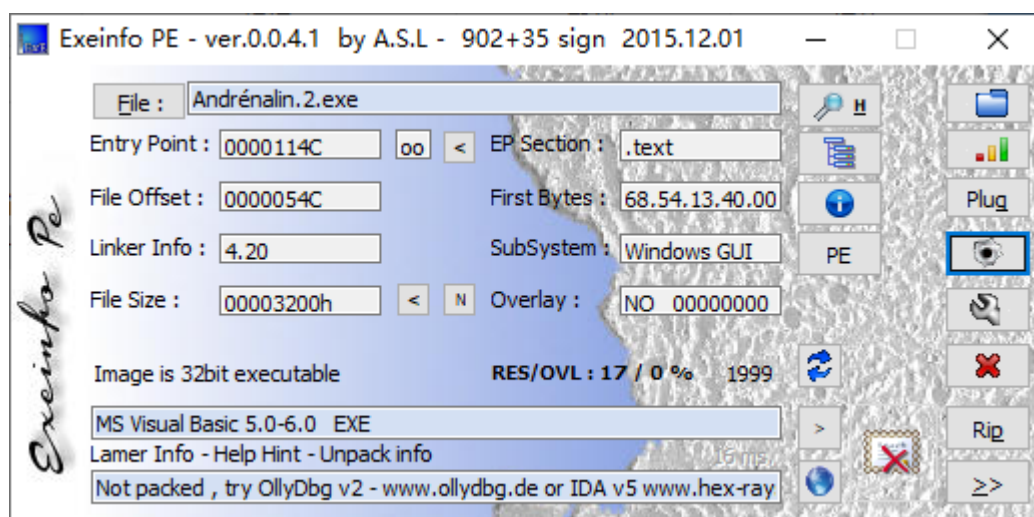 Exeinfo PE - ver.0.0.4.1 by A.S.L - 902+35 sign 2015.12.01
File : Andrénalin.2.exe H
Entry Point : 0000114C oo < EP Section : .text
File Offset : 0000054C First Bytes : 68.54.13.40.00 Plug
Linker Info : 4.20 SubSystem : Windows GUI PE
File Size : 00003200h < N Overlay : NO 00000000
Image is 32bit executable RES/OVL : 17 / 0 % 1999
MS Visual Basic 5.0-6.0 EXE > Rip
Lamer Info - Help Hint - Unpack info 16 ms.
Not packed , try OllyDbg v2 - www.ollydbg.de or IDA v5 www.hex-ray >>
Exeinfo Pe